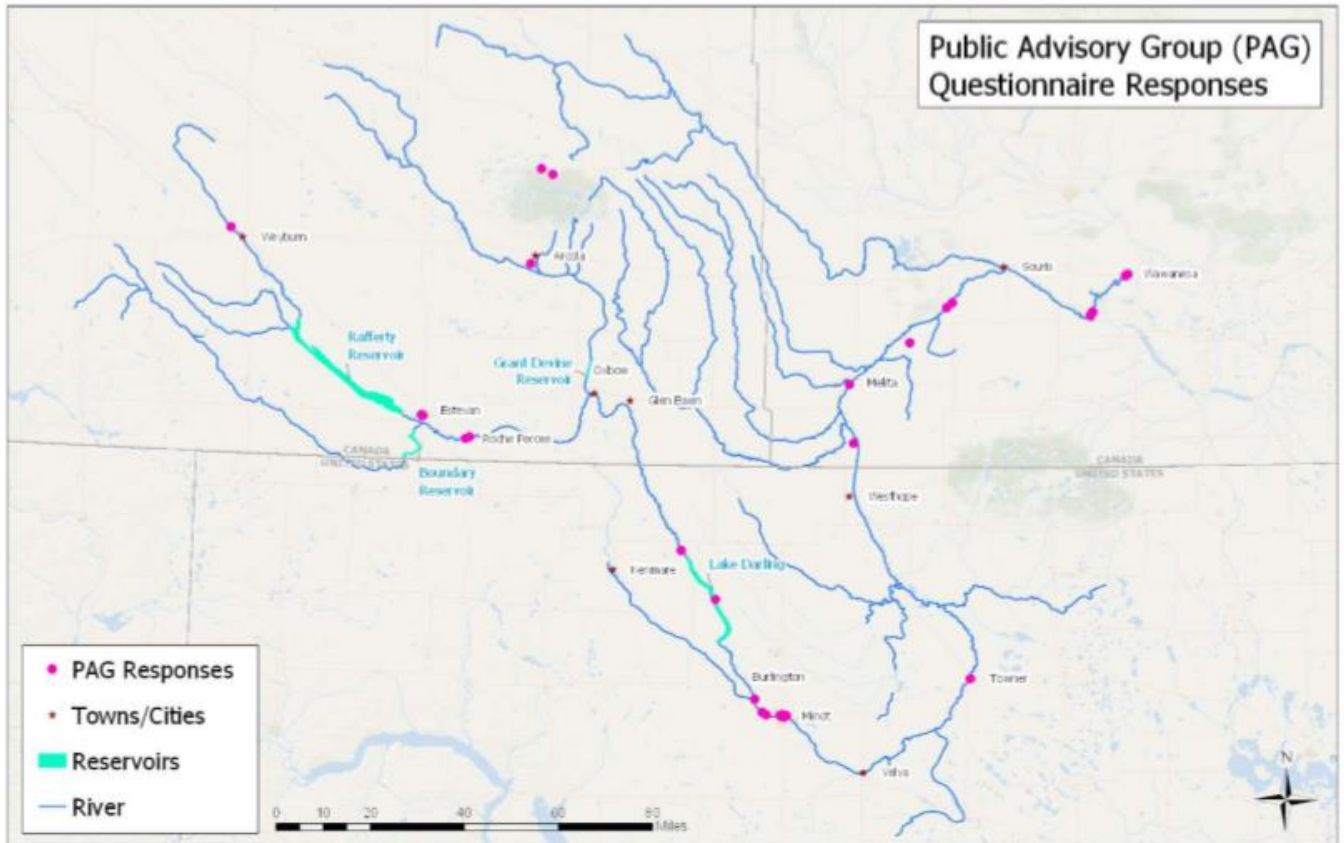 Public Advisory Group (PAG)
Questionnaire Responses
Weyburn
Arcola
Souris
Wawanesa
Rafferty
Reservoir
Grant Devine
Reservoir
Oxbow
Glen Ewen
Melita
Estevan
Roche Percee
CANADA
UNITED STATES
Boundary
Reservoir
CANADA
UNITED STATES
Westhope
Kenmare
Lake Darling
Burlington
Minot
Towner
Velva
PAG Responses
Towns/Cities
Reservoirs
River
0 10 20 40 60 80
Miles
N